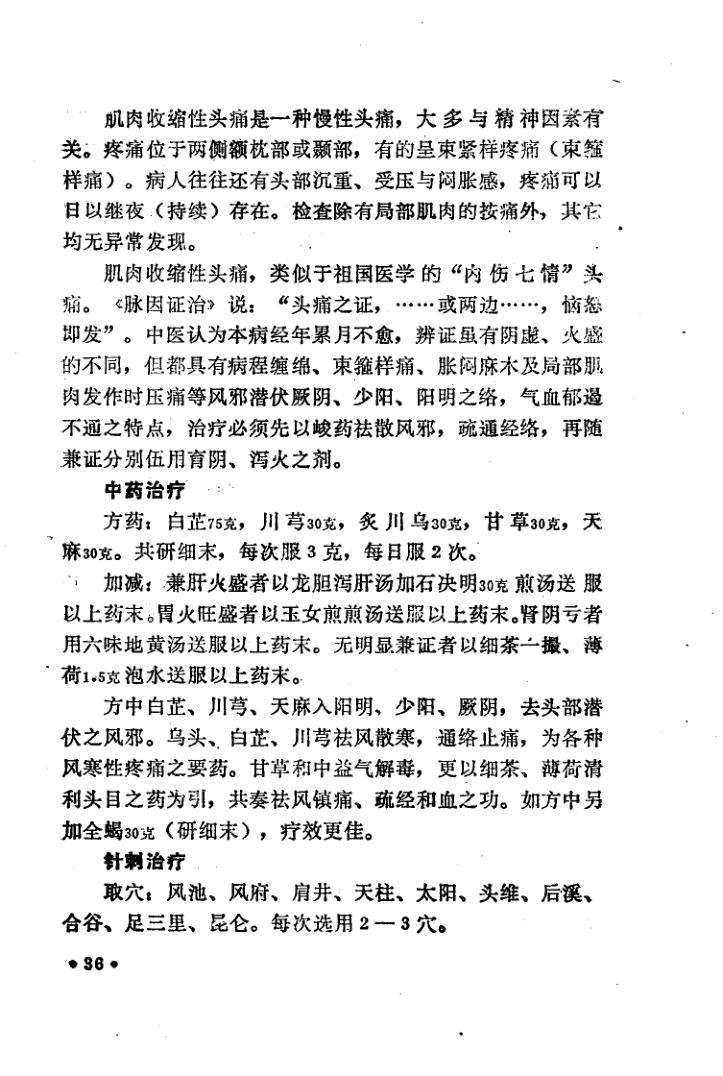 肌肉收缩性头痛是一种慢性头痛，大多与精神因素有
关。疼痛位于两侧额枕部或颞部，有的呈束紧样疼痛（束箍
样痛）。病人往往还有头部沉重、受压与闷胀感，疼痛可以
日以继夜（持续）存在。检查除有局部肌肉的按痛外，其它
均无异常发现。
肌肉收缩性头痛，类似于祖国医学的“内伤七情”头
痛。《脉因证治》说：“头痛之证，……或两边……，恼怒
即发”。中医认为本病经年累月不愈，辨证虽有阴虚、火盛
的不同，但都具有病程缠绵、束箍样痛、胀闷麻木及局部肌
肉发作时压痛等风邪潜伏厥阴、少阳、阳明之络，气血郁遏
不通之特点，治疗必须先以峻药祛散风邪，疏通经络，再随
兼证分别伍用育阴、泻火之剂。
中药治疗
方药：白芷75克，川芎30克，炙川乌30克，甘草30克，天
麻30克。共研细末，每次服3克，每日服2次。
加减：兼肝火盛者以龙胆泻肝汤加石决明30克煎汤送服
以上药末。胃火旺盛者以玉女煎煎汤送服以上药末。肾阴亏者
用六味地黄汤送服以上药末。无明显兼证者以细茶一撮、薄
荷1.5克泡水送服以上药末。
方中白芷、川芎、天麻入阳明、少阳、厥阴，去头部潜
伏之风邪。乌头、白芷、川芎祛风散寒，通络止痛，为各种
风寒性疼痛之要药。甘草和中益气解毒，更以细茶、薄荷清
利头目之药为引，共奏祛风镇痛、疏经和血之功。如方中另
加全蝎30克（研细末），疗效更佳。
针刺治疗
取穴：风池、风府、肩井、天柱、太阳、头维、后溪、
合谷、足三里、昆仑。每次选用2—3穴。
•36•